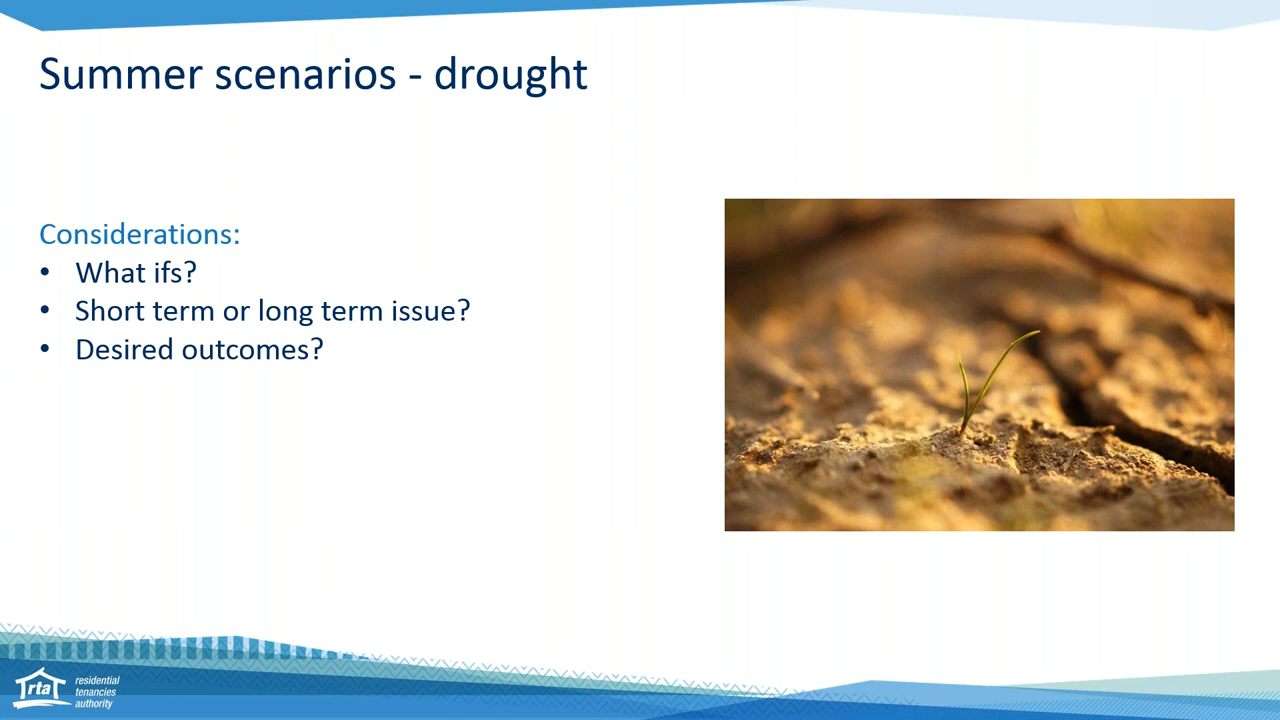 Summer scenarios - drought
Considerations:
• What ifs?
• Short term or long term issue?
• Desired outcomes?
rta
residential
tenancies
authority